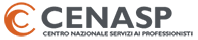 CENASP
CENTRO NAZIONALE SERVIZI AI PROFESSIONISTI